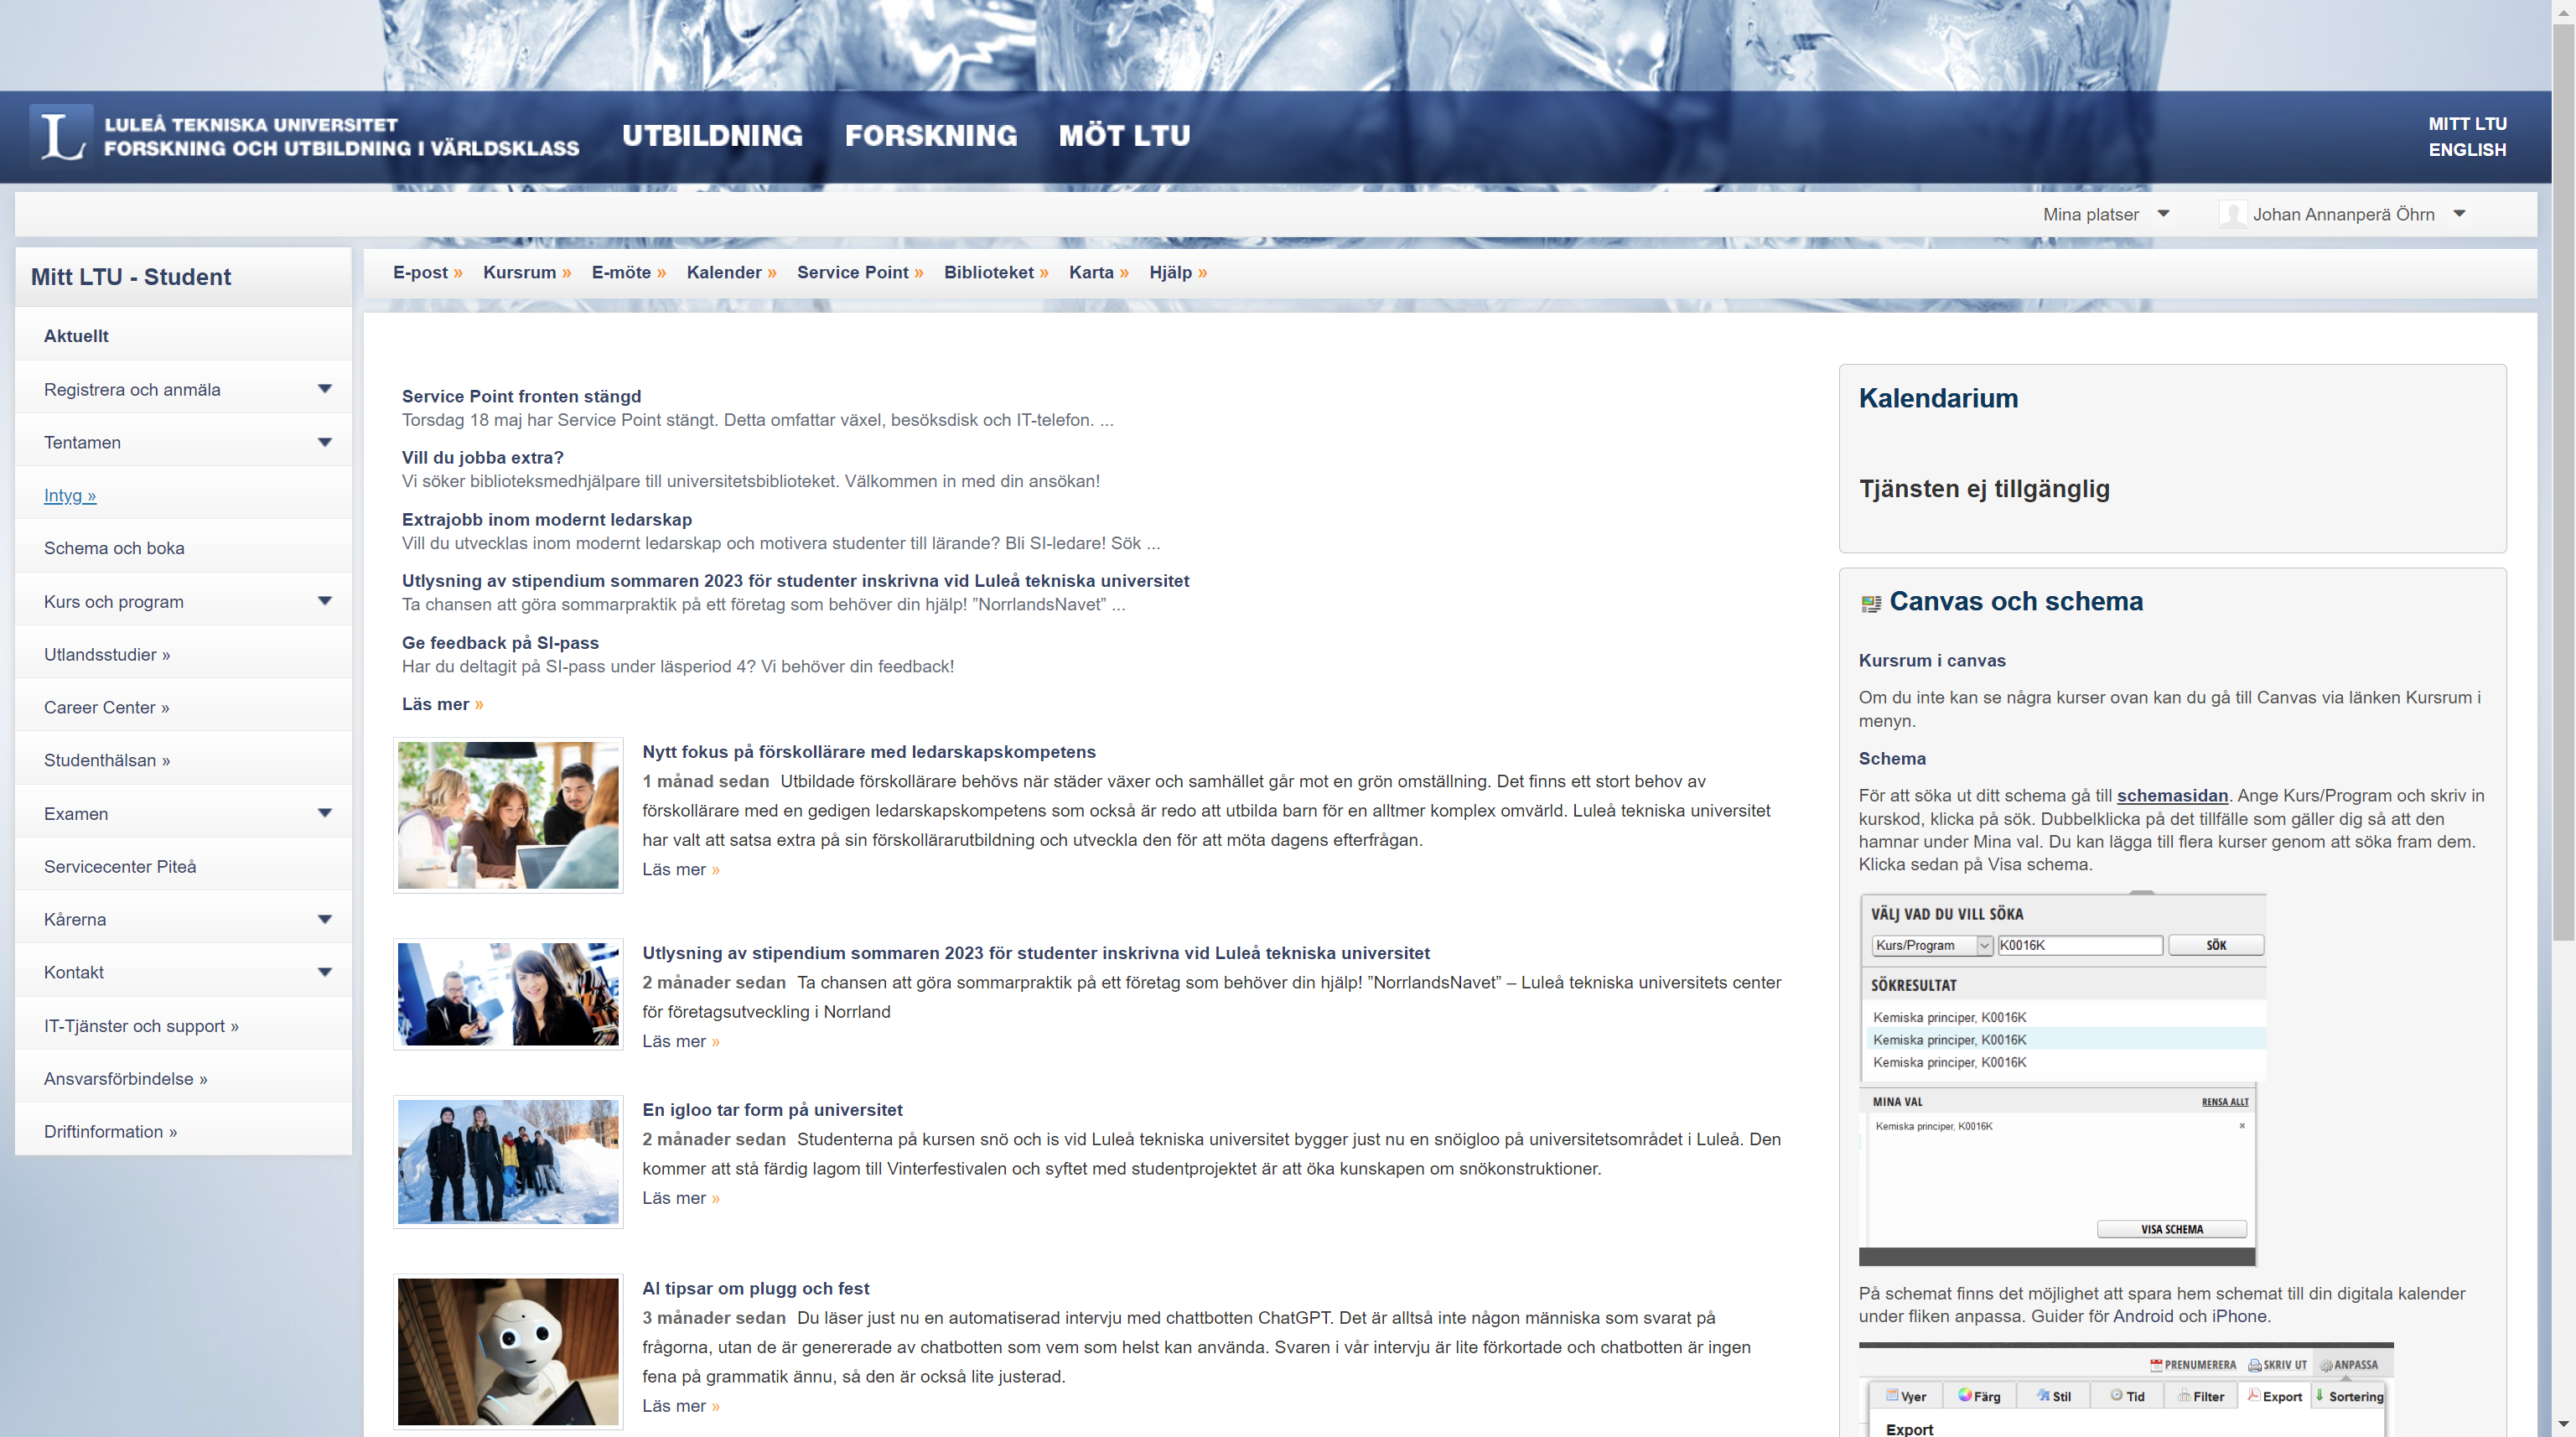 LULEÅ TEKNISKA UNIVERSITET
FORSKNING OCH UTBILDNING I VÄRLDSKLASS
UTBILDNING FORSKNING MÖT LTU
MITT LTU
ENGLISH
Mina platser
Johan Annanperä Öhrn
Mitt LTU - Student
Aktuellt
Registrera och anmäla
Tentamen
Intyg »
Schema och boka
Kurs och program
Utlandsstudier »
Career Center »
Studenthälsan »
Examen
Servicecenter Piteå
Kårerna
Kontakt
IT-Tjänster och support »
Ansvarsförbindelse »
Driftinformation »
E-post » Kursrum » E-möte » Kalender » Service Point » Biblioteket » Karta » Hjälp »
Service Point fronten stängd
Torsdag 18 maj har Service Point stängt. Detta omfattar växel, besöksdisk och IT-telefon. ...
Vill du jobba extra?
Vi söker biblioteksmedhjälpare till universitetsbiblioteket. Välkommen in med din ansökan!
Extrajobb inom modernt ledarskap
Vill du utvecklas inom modernt ledarskap och motivera studenter till lärande? Bli SI-ledare! Sök ...
Utlysning av stipendium sommaren 2023 för studenter inskrivna vid Luleå tekniska universitet
Ta chansen att göra sommarpraktik på ett företag som behöver din hjälp! ”NorrlandsNavet” ...
Ge feedback på SI-pass
Har du deltagit på SI-pass under läsperiod 4? Vi behöver din feedback!
Läs mer »
Nytt fokus på förskollärare med ledarskapskompetens
1 månad sedan Utbildade förskollärare behövs när städer växer och samhället går mot en grön omställning. Det finns ett stort behov av
förskollärare med en gedigen ledarskapskompetens som också är redo att utbilda barn för en alltmer komplex omvärld. Luleå tekniska universitet
har valt att satsa extra på sin förskollärarutbildning och utveckla den för att möta dagens efterfrågan.
Läs mer »
Utlysning av stipendium sommaren 2023 för studenter inskrivna vid Luleå tekniska universitet
2 månader sedan Ta chansen att göra sommarpraktik på ett företag som behöver din hjälp! ”NorrlandsNavet” – Luleå tekniska universitets center
för företagsutveckling i Norrland
Läs mer »
En igloo tar form på universitet
2 månader sedan Studenterna på kursen snö och is vid Luleå tekniska universitet bygger just nu en snöigloo på universitetsområdet i Luleå. Den
kommer att stå färdig lagom till Vinterfestivalen och syftet med studentprojektet är att öka kunskapen om snökonstruktioner.
Läs mer »
AI tipsar om plugg och fest
3 månader sedan Du läser just nu en automatiserad intervju med chattbotten ChatGPT. Det är alltså inte någon människa som svarat på
frågorna, utan de är genererade av chatbotten som vem som helst kan använda. Svaren i vår intervju är lite förkortade och chatbotten är ingen
fena på grammatik ännu, så den är också lite justerad.
Läs mer »
Kalendarium
Tjänsten ej tillgänglig
Canvas och schema
Kursrum i canvas
Om du inte kan se några kurser ovan kan du gå till Canvas via länken Kursrum i
menyn.
Schema
För att söka ut ditt schema gå till schemasidan. Ange Kurs/Program och skriv in
kurskod, klicka på sök. Dubbelklicka på det tillfälle som gäller dig så att den
hamnar under Mina val. Du kan lägga till flera kurser genom att söka fram dem.
Klicka sedan på Visa schema.
VÄLJ VAD DU VILL SÖKA
Kurs/Program K0016K SÖK
SÖKRESULTAT
Kemiska principer, K0016K
Kemiska principer, K0016K
Kemiska principer, K0016K
MINA VAL RENSA ALLT
Kemiska principer, K0016K
VISA SCHEMA
På schemat finns det möjlighet att spara hem schemat till din digitala kalender
under fliken anpassa. Guider för Android och iPhone.
PRENUMERERA SKRIV UT ANPASSA
Vyer Färg Stil Tid Filter Export Sortering
Export